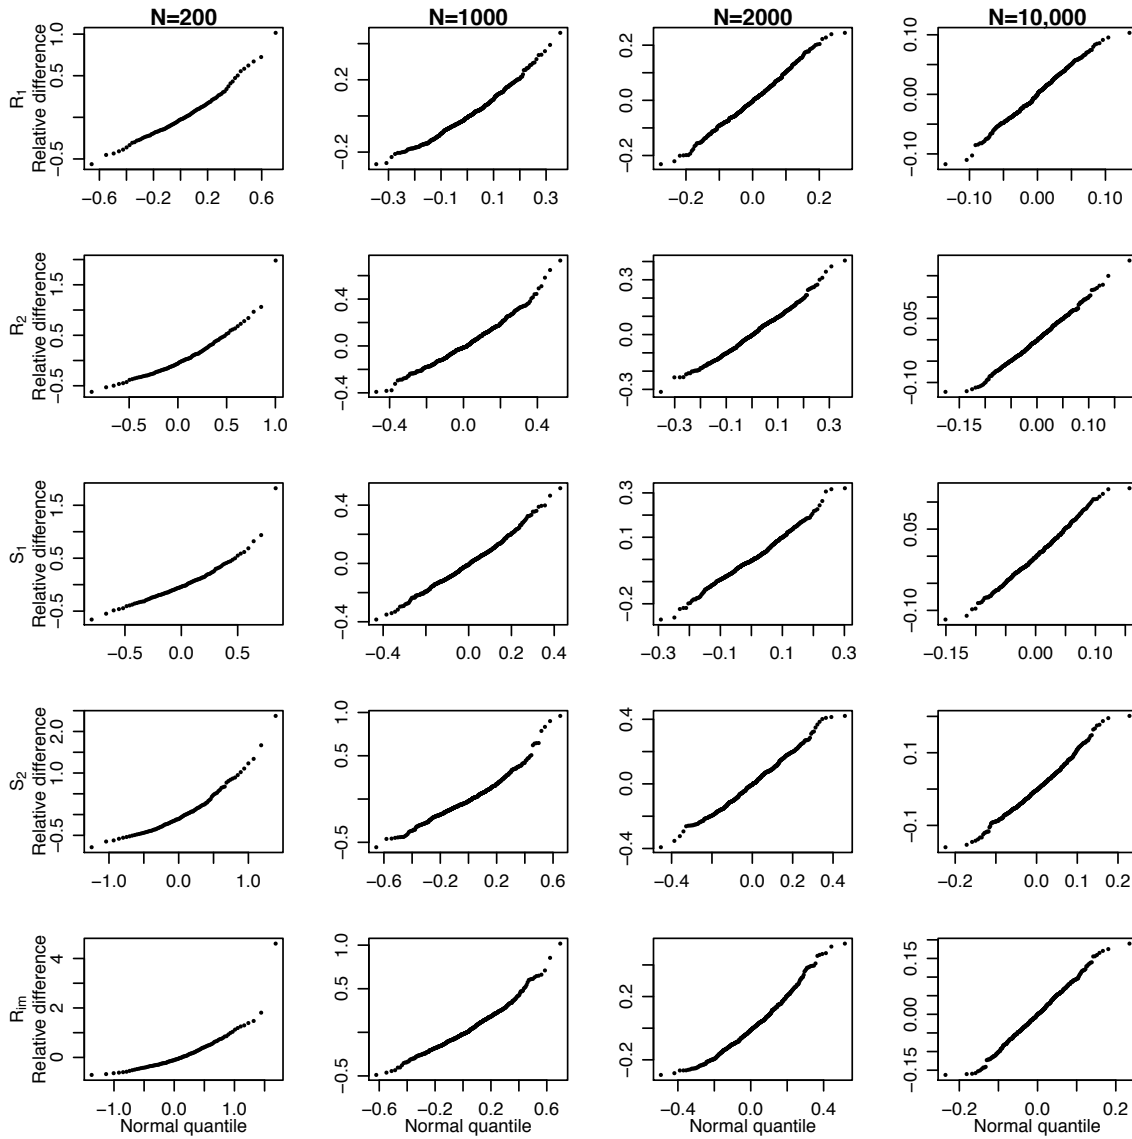 N=200 N=1000 N=2000 N=10,000
R1
Relative difference
−0.5 0.5 1.0
−0.6 −0.2 0.2 0.6
−0.2 0.2
−0.3 −0.1 0.1 0.3
−0.2 0.0 0.2
−0.2 0.0 0.2
−0.10 0.00 0.10
−0.10 0.00 0.10
R2
Relative difference
−0.5 0.5 1.5
−0.5 0.0 0.5 1.0
−0.4 0.0 0.4
−0.4 0.0 0.4
−0.3 0.0 0.3
−0.3 −0.1 0.1 0.3
−0.10 0.05
−0.15 0.00 0.10
S1
Relative difference
−0.5 0.5 1.5
−0.5 0.0 0.5
−0.4 0.0 0.4
−0.4 0.0 0.2 0.4
−0.2 0.1 0.3
−0.3 −0.1 0.1 0.3
−0.10 0.05
−0.15 0.00 0.10
S2
Relative difference
−0.5 1.0 2.0
−1.0 0.0 1.0
−0.5 0.5 1.0
−0.6 −0.2 0.2 0.6
−0.4 0.0 0.4
−0.4 0.0 0.2 0.4
−0.1 0.1
−0.2 0.0 0.1 0.2
Rim
Relative difference
0 2 4
−1.0 0.0 1.0
Normal quantile
−0.5 0.5 1.0
−0.6 −0.2 0.2 0.6
Normal quantile
−0.2 0.2
−0.4 0.0 0.4
Normal quantile
−0.15 0.00 0.15
−0.2 0.0 0.2
Normal quantile